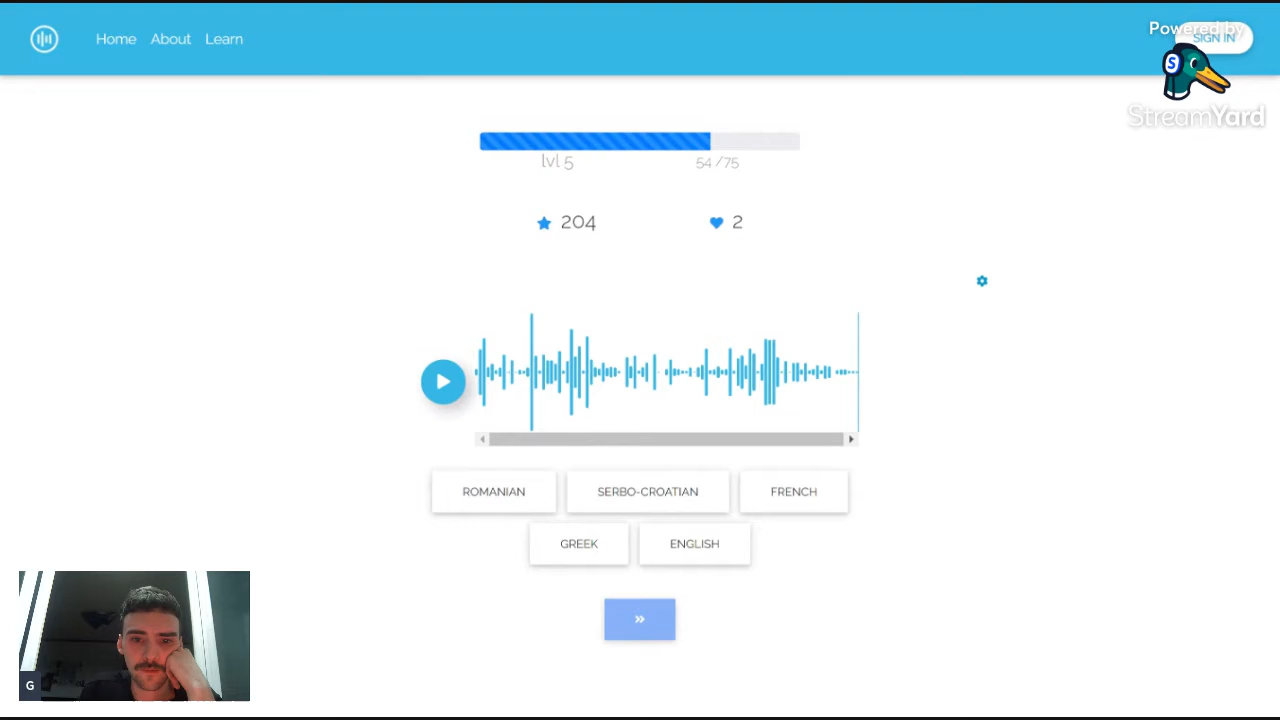 Home About Learn
Powered by
SIGN IN
S
StreamYard
lvl 5 54 /75
204 2
ROMANIAN SERBO-CROATIAN FRENCH
GREEK ENGLISH
»
G